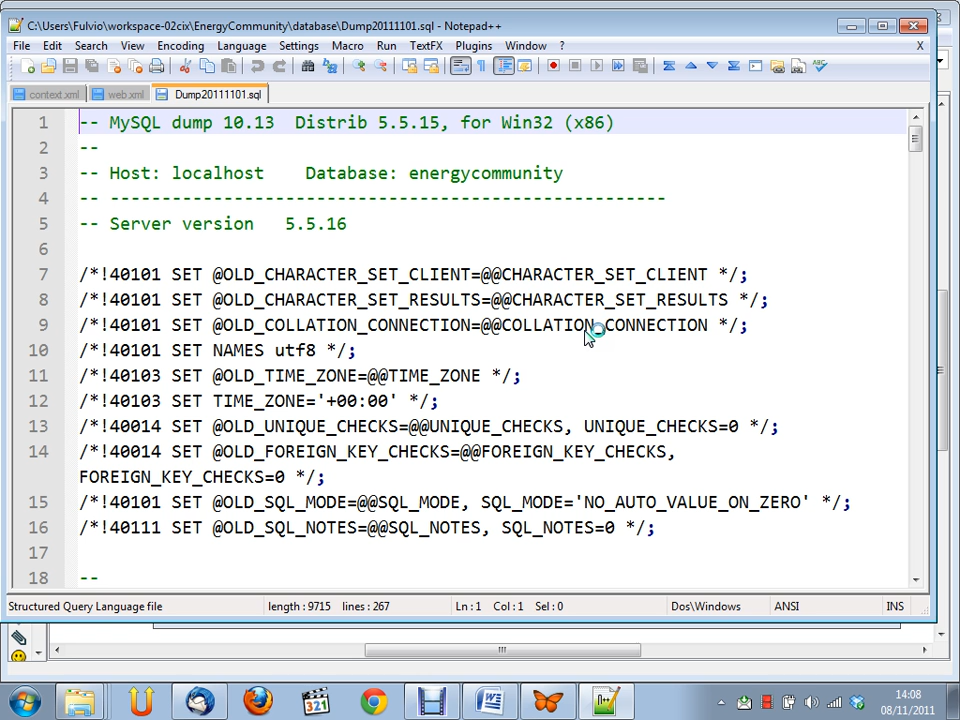 C:\Users\Fulvio\workspace-02cix\EnergyCommunity\database\Dump20111101.sql - Notepad++
File Edit Search View Encoding Language Settings Macro Run TextFX Plugins Window ? X
context.xml web.xml Dump20111101.sql
1 -- MySQL dump 10.13  Distrib 5.5.15, for Win32 (x86)
2 --
3 -- Host: localhost    Database: energycommunity
4 -- ------------------------------------------------------
5 -- Server version   5.5.16
6
7 /*!40101 SET @OLD_CHARACTER_SET_CLIENT=@@CHARACTER_SET_CLIENT */;
8 /*!40101 SET @OLD_CHARACTER_SET_RESULTS=@@CHARACTER_SET_RESULTS */;
9 /*!40101 SET @OLD_COLLATION_CONNECTION=@@COLLATION_CONNECTION */;
10 /*!40101 SET NAMES utf8 */;
11 /*!40103 SET @OLD_TIME_ZONE=@@TIME_ZONE */;
12 /*!40103 SET TIME_ZONE='+00:00' */;
13 /*!40014 SET @OLD_UNIQUE_CHECKS=@@UNIQUE_CHECKS, UNIQUE_CHECKS=0 */;
14 /*!40014 SET @OLD_FOREIGN_KEY_CHECKS=@@FOREIGN_KEY_CHECKS,
FOREIGN_KEY_CHECKS=0 */;
15 /*!40101 SET @OLD_SQL_MODE=@@SQL_MODE, SQL_MODE='NO_AUTO_VALUE_ON_ZERO' */;
16 /*!40111 SET @OLD_SQL_NOTES=@@SQL_NOTES, SQL_NOTES=0 */;
17
18 --
Structured Query Language file length : 9715 lines : 267 Ln : 1 Col : 1 Sel : 0 Dos\Windows ANSI INS
321
14:08
08/11/2011